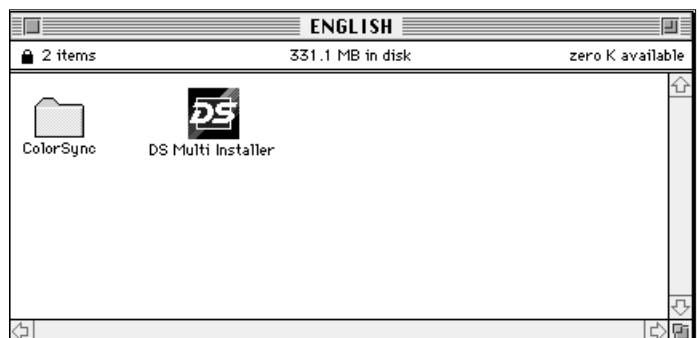 ENGLISH
2 items 331.1 MB in disk zero K available
DS
ColorSync DS Multi Installer